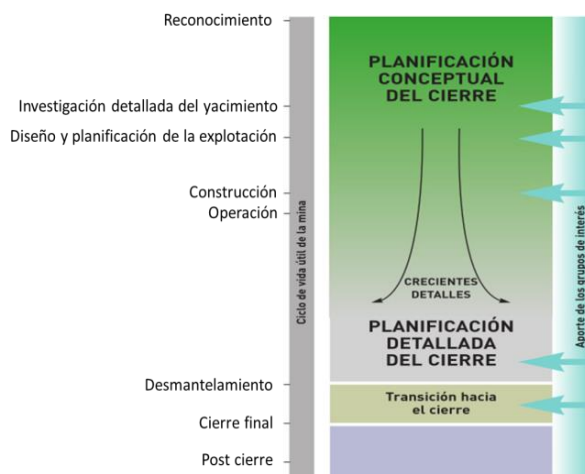 Reconocimiento
Investigación detallada del yacimiento
Diseño y planificación de la explotación
Construcción
Operación
Desmantelamiento
Cierre final
Post cierre
Ciclo de vida útil de la mina
PLANIFICACIÓN
CONCEPTUAL
DEL CIERRE
CRECIENTES
DETALLES
PLANIFICACIÓN
DETALLADA
DEL CIERRE
Transición hacia
el cierre
Aporte de los grupos de interés